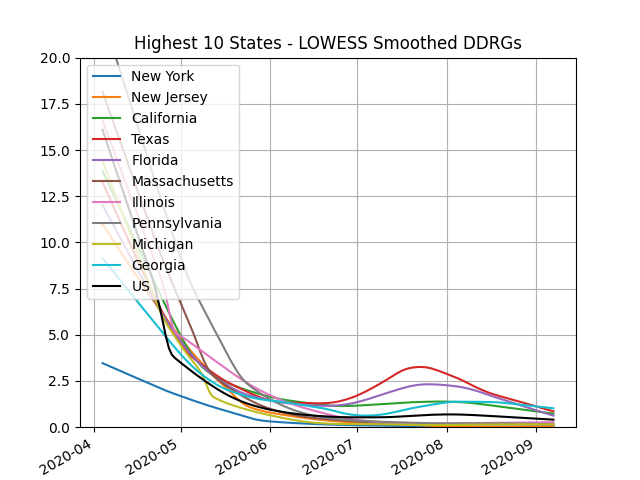 Highest 10 States - LOWESS Smoothed DDRGs
20.0
17.5
15.0
12.5
10.0
7.5
5.0
2.5
0.0
New York
New Jersey
California
Texas
Florida
Massachusetts
Illinois
Pennsylvania
Michigan
Georgia
US
2020-04
2020-05
2020-06
2020-07
2020-08
2020-09